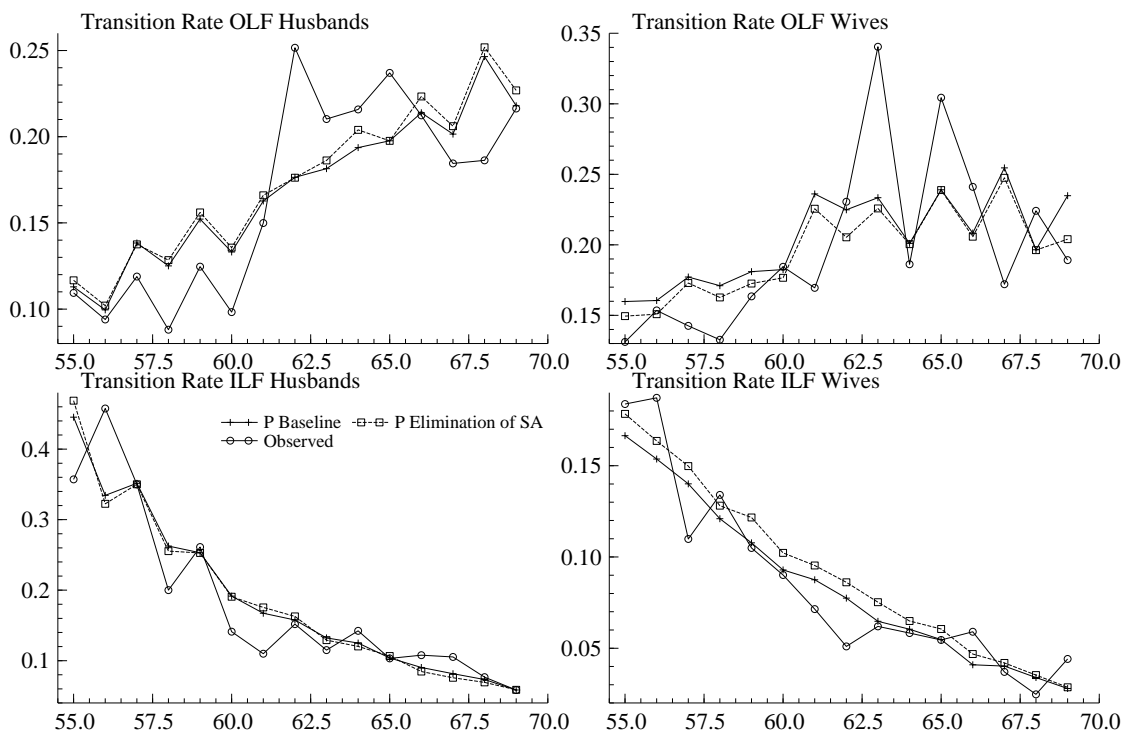 Transition Rate OLF Husbands
0.25
0.20
0.15
0.10
55.0 57.5 60.0 62.5 65.0 67.5 70.0
Transition Rate OLF Wives
0.35
0.30
0.25
0.20
0.15
55.0 57.5 60.0 62.5 65.0 67.5 70.0
Transition Rate ILF Husbands
P Baseline P Elimination of SA
Observed
0.4
0.3
0.2
0.1
55.0 57.5 60.0 62.5 65.0 67.5 70.0
Transition Rate ILF Wives
0.15
0.10
0.05
55.0 57.5 60.0 62.5 65.0 67.5 70.0